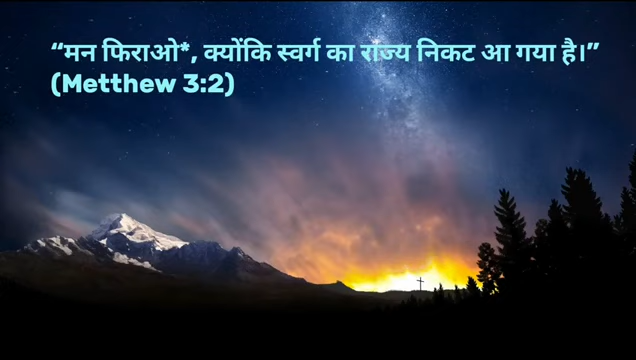 “मन फिराओ*, क्योंकि स्वर्ग का राज्य निकट आ गया है।”
(Metthew 3:2)